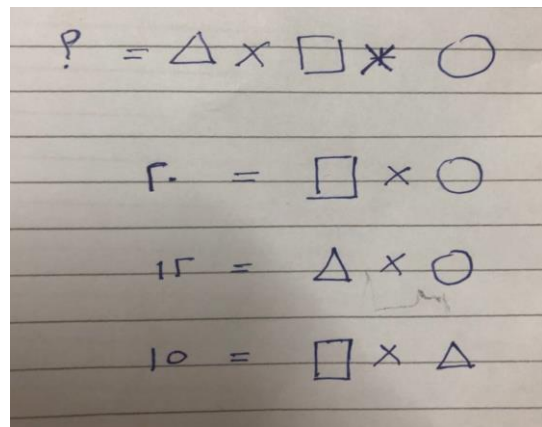 ○ * □ × △ = ؟
○ × □ = ٢٠
○ × △ = ١٢
△ × □ = ١٥